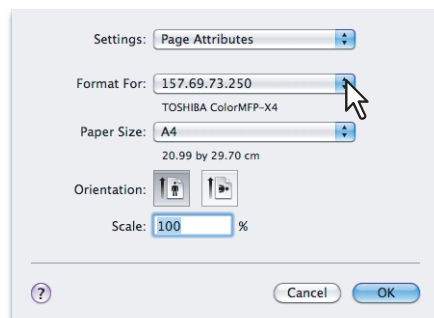 Settings: Page Attributes
Format For: 157.69.73.250
TOSHIBA ColorMFP-X4
Paper Size: A4
20.99 by 29.70 cm
Orientation:
Scale: 100 %
? Cancel OK